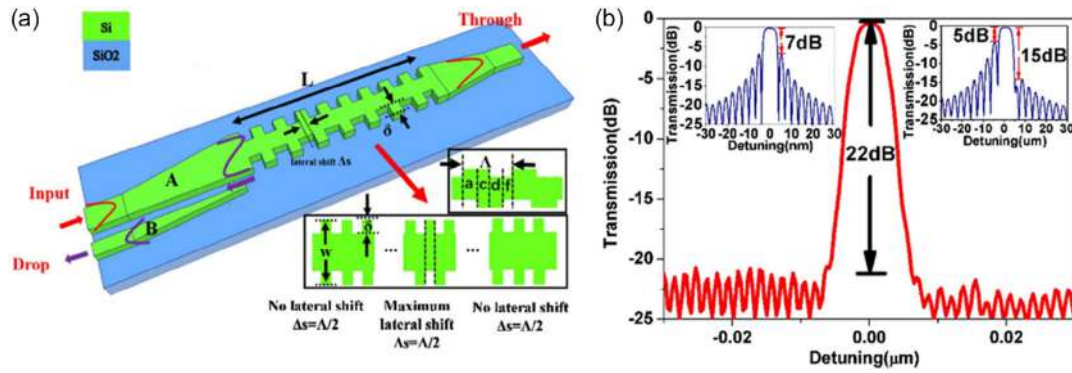 (a)
Si
SiO2
Through
L
δ
lateral shift Δs
A
Input
B
Drop
Λ
a c d f
w
δ
... ...
No lateral shift
Δs=Λ/2
Maximum
lateral shift
Δs=Λ/2
No lateral shift
Δs=Λ/2
(b)
Transmission(dB)
0
-5
-10
-15
-20
-25
-0.02 0.00 0.02
Detuning(μm)
22dB
Transmission(dB)
0
-5
-10
-15
-20
-25
-30 -20 -10 0 10 20 30
Detuning(nm)
7dB
Transmission(dB)
0
-5
-10
-15
-20
-25
-30 -20 -10 0 10 20 30
Detuning(um)
5dB
15dB